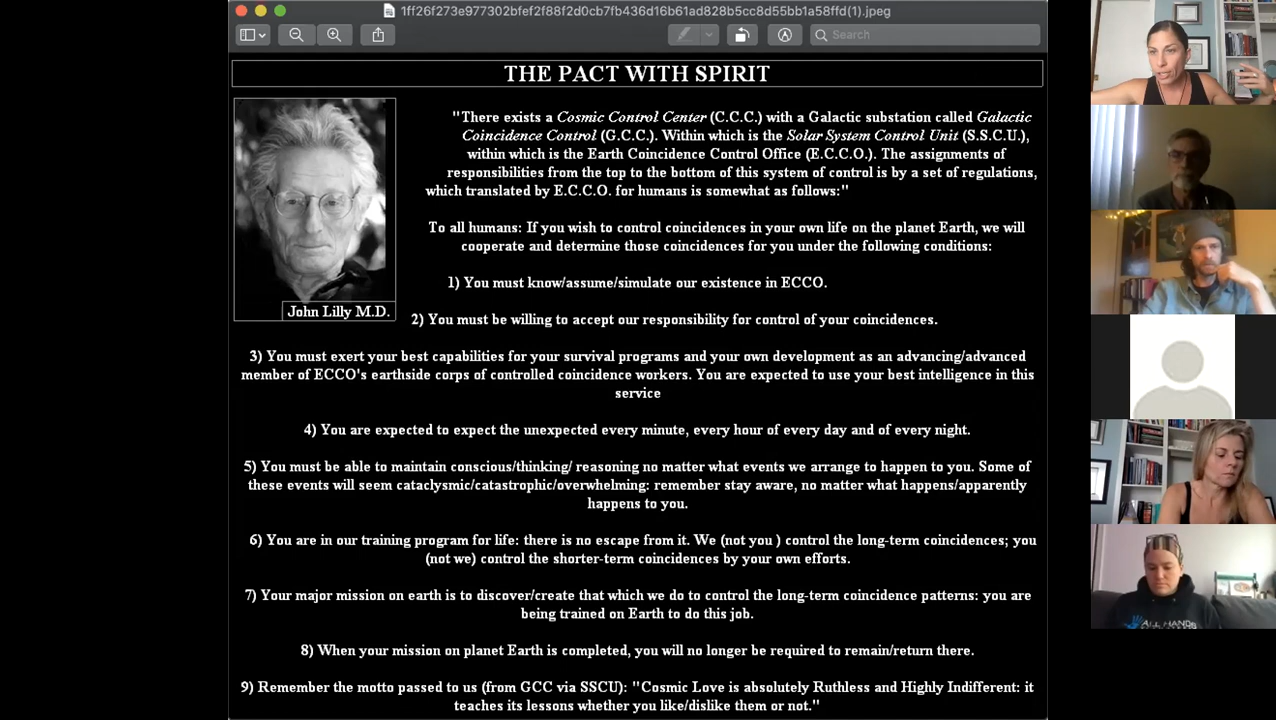 1ff26f273e977302bfef2f88f2d0cb7fb436d16b61ad828b5cc8d55bb1a58ffd(1).jpeg
Search
THE PACT WITH SPIRIT
"There exists a Cosmic Control Center (C.C.C.) with a Galactic substation called Galactic
Coincidence Control (G.C.C.). Within which is the Solar System Control Unit (S.S.C.U.),
within which is the Earth Coincidence Control Office (E.C.C.O.). The assignments of
responsibilities from the top to the bottom of this system of control is by a set of regulations,
which translated by E.C.C.O. for humans is somewhat as follows:"
To all humans: If you wish to control coincidences in your own life on the planet Earth, we will
cooperate and determine those coincidences for you under the following conditions:
1) You must know/assume/simulate our existence in ECCO.
John Lilly M.D.
2) You must be willing to accept our responsibility for control of your coincidences.
3) You must exert your best capabilities for your survival programs and your own development as an advancing/advanced
member of ECCO's earthside corps of controlled coincidence workers. You are expected to use your best intelligence in this
service
4) You are expected to expect the unexpected every minute, every hour of every day and of every night.
5) You must be able to maintain conscious/thinking/ reasoning no matter what events we arrange to happen to you. Some of
these events will seem cataclysmic/catastrophic/overwhelming: remember stay aware, no matter what happens/apparently
happens to you.
6) You are in our training program for life: there is no escape from it. We (not you ) control the long-term coincidences; you
(not we) control the shorter-term coincidences by your own efforts.
7) Your major mission on earth is to discover/create that which we do to control the long-term coincidence patterns: you are
being trained on Earth to do this job.
8) When your mission on planet Earth is completed, you will no longer be required to remain/return there.
9) Remember the motto passed to us (from GCC via SSCU): "Cosmic Love is absolutely Ruthless and Highly Indifferent: it
teaches its lessons whether you like/dislike them or not."
ALL HANDS